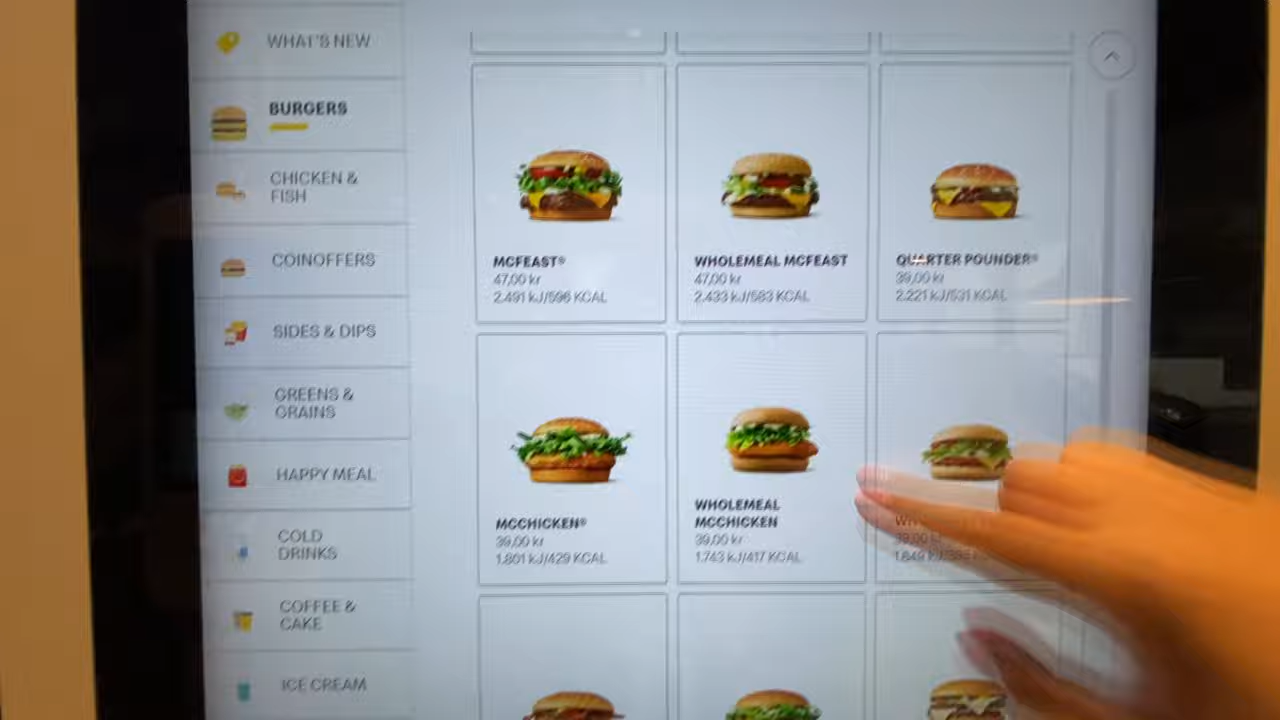 WHAT'S NEW
BURGERS
CHICKEN &
FISH
COINOFFERS
SIDES & DIPS
GREENS &
GRAINS
HAPPY MEAL
COLD
DRINKS
COFFEE &
CAKE
ICE CREAM
MCFEAST®
47,00 kr
2.491 kJ/596 KCAL
WHOLEMEAL MCFEAST
47,00 kr
2.433 kJ/583 KCAL
QUARTER POUNDER®
39,00 kr
2.221 kJ/531 KCAL
MCCHICKEN®
39,00 kr
1.801 kJ/429 KCAL
WHOLEMEAL
MCCHICKEN
39,00 kr
1.743 kJ/417 KCAL
39,00 kr